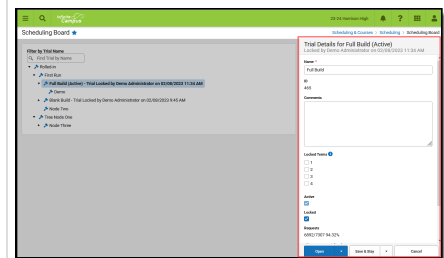 Infinite Campus
23-24 Harrison High
?
Scheduling Board
Scheduling & Courses > Scheduling > Scheduling Board
Filter by Trial Name
Find Trial by Name
Rolled-in
First Run
Full Build (Active) - Trial Locked by Demo Administrator on 02/08/2023 11:36 AM
Demo
Blank Build - Trial Locked by Demo Administrator on 02/08/2023 9:45 AM
Node Two
Tree Node One
Node Three
Trial Details for Full Build (Active)
Locked by Demo Administrator on 02/08/2023 11:36 AM
Name *
Full Build
ID
465
Comments
Locked Terms
1
2
3
4
Active
Locked
Requests
6892/7307 94.32%
Open
Save & Stay
Cancel